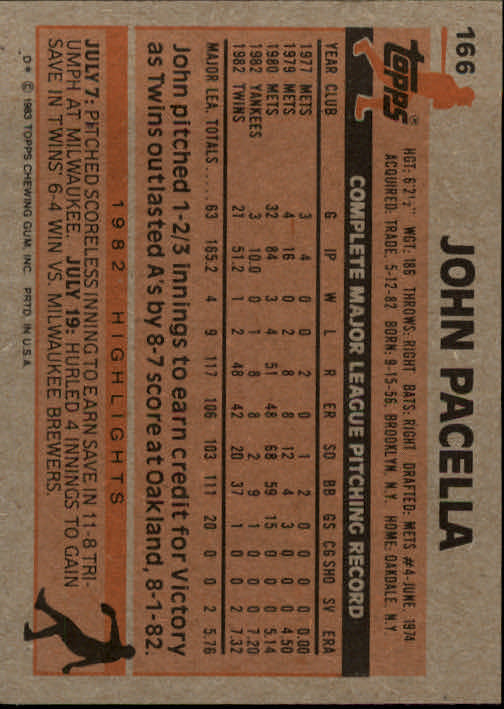 166
JOHN PACELLA
TOPPS®
HGT: 6'2½" WGT: 186 THROWS: RIGHT BATS: RIGHT DRAFTED: METS #4-JUNE, 1974
ACQUIRED: TRADE, 5-12-82 BORN: 9-15-56, BROOKLYN, N.Y. HOME: OAKDALE, N.Y
COMPLETE MAJOR LEAGUE PITCHING RECORD
YEAR CLUB G IP W L R ER SO BB GS CG SHO SV ERA
1977 METS 3 4 0 0 2 0 1 2 0 0 0 0 0.00
1979 METS 4 16 0 2 8 8 12 4 3 0 0 0 4.50
1980 METS 32 84 3 4 51 48 68 59 15 0 0 0 5.14
1982 YANKEES 3 10.0 0 1 8 8 2 9 1 0 0 0 7.20
1982 TWINS 21 51.2 1 2 48 42 20 37 1 0 0 2 7.32
MAJOR LEA. TOTALS..... 63 165.2 4 9 117 106 103 111 20 0 0 2 5.76
John pitched 1-2/3 innings to earn credit for Victory
as Twins outlasted A's by 8-7 score at Oakland, 8-1-82.
1982 HIGHLIGHTS
JULY 7: PITCHED SCORELESS INNING TO EARN SAVE IN 11-8 TRI-
UMPH AT MILWAUKEE. JULY 19: HURLED 4 INNINGS TO GAIN
SAVE IN TWINS' 6-4 WIN VS. MILWAUKEE BREWERS.
D* © 1983 TOPPS CHEWING GUM, INC. PRTD. IN U.S.A.